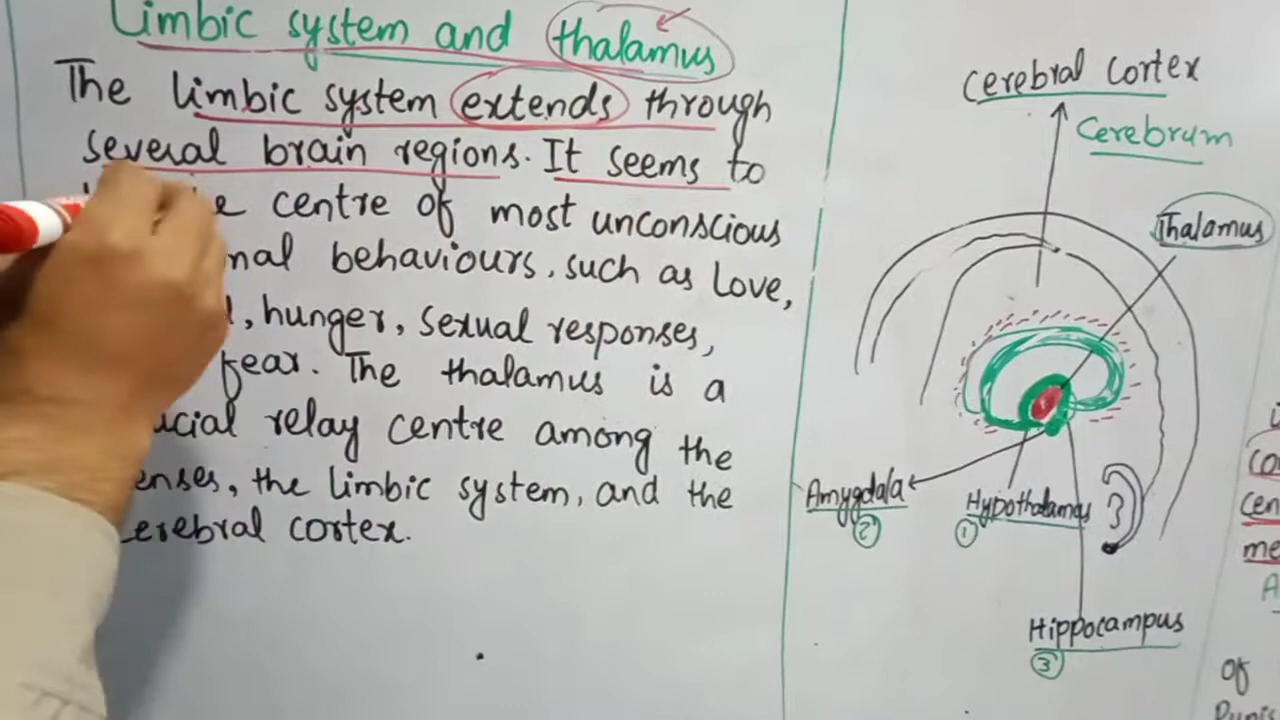 Limbic system and thalamus
The limbic system extends through
several brain regions. It seems to
centre of most unconscious
behaviours, such as Love,
, hunger, sexual responses,
fear. The thalamus is a
relay centre among the
the limbic system, and the
cortex.
Cerebral Cortex
Cerebrum
Thalamus
Amygdala
2
Hypothalamus
1
Hippocampus
3
of